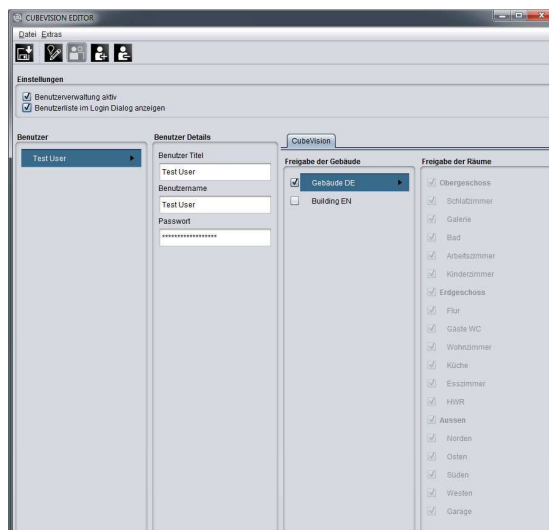 CUBEVISION EDITOR
Datei Extras
Einstellungen
Benutzerverwaltung aktiv
Benutzerliste im Login Dialog anzeigen
Benutzer
Test User
Benutzer Details
Benutzer Titel
Test User
Benutzername
Test User
Passwort
******************
CubeVision
Freigabe der Gebäude
Gebäude DE
Building EN
Freigabe der Räume
Obergeschoss
Schlafzimmer
Galerie
Bad
Arbeitszimmer
Kinderzimmer
Erdgeschoss
Flur
Gäste WC
Wohnzimmer
Küche
Esszimmer
HWR
Aussen
Norden
Osten
Süden
Westen
Garage